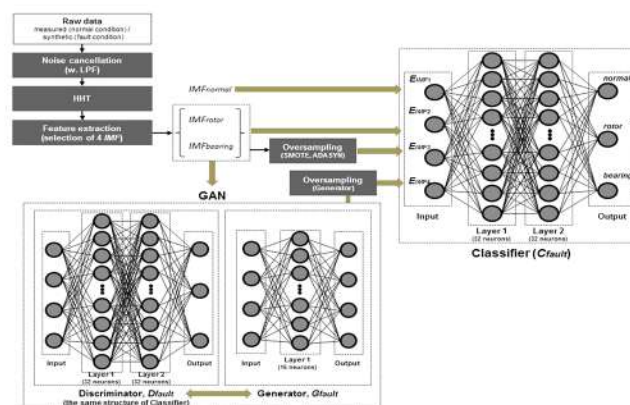 Raw data
measured (normal condition) /
synthetic (fault condition)
Noise cancellation
(w. LPF)
HHT
Feature extraction
(selection of 4 IMF)
IMFnormal
IMFrotor
IMFbearing
Oversampling
(SMOTE, ADASYN)
Oversampling
(Generator)
GAN
Input
Layer 1
(32 neurons)
Layer 2
(32 neurons)
Output
Discriminator, Dfault
(the same structure of Classifier)
Input
Layer 1
(16 neurons)
Output
Generator, Gfault
EIMF1
EIMF2
EIMF3
normal
rotor
bearing
Input
Layer 1
(32 neurons)
Layer 2
(32 neurons)
Output
Classifier (Cfault)